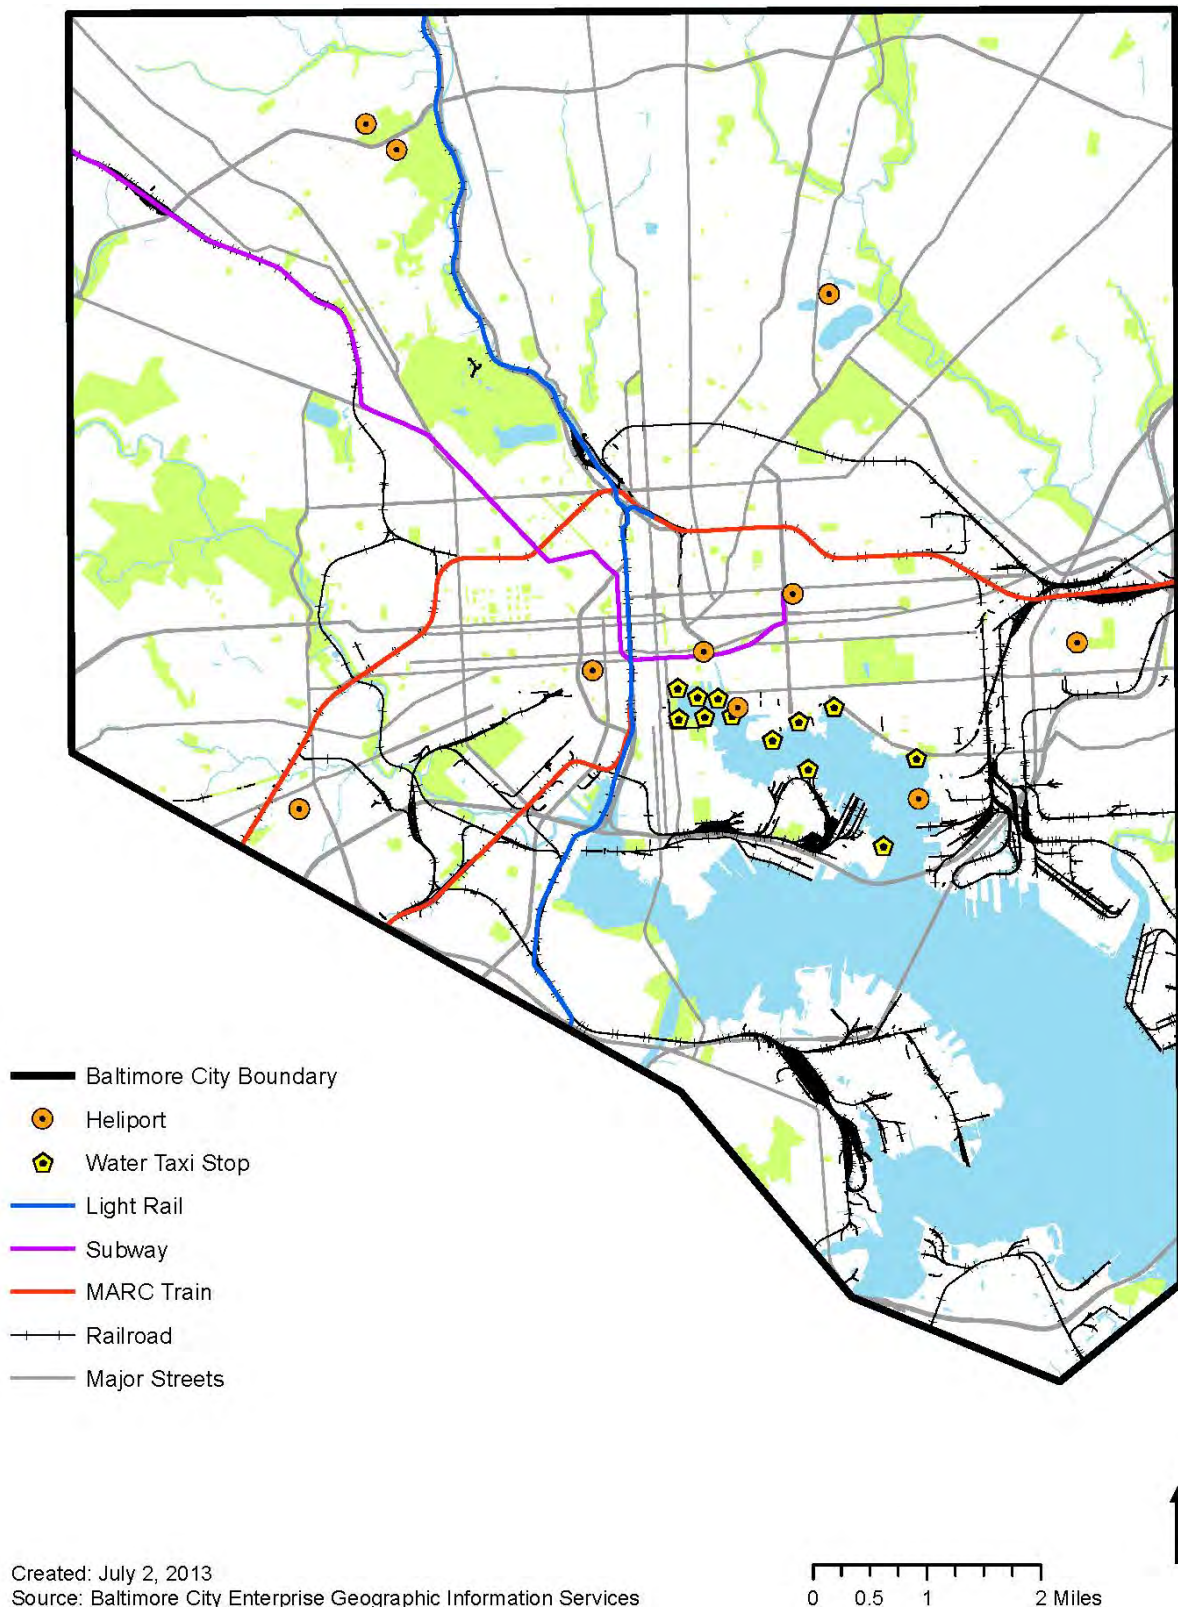 Baltimore City Boundary
Heliport
Water Taxi Stop
Light Rail
Subway
MARC Train
Railroad
Major Streets
Created: July 2, 2013
Source: Baltimore City Enterprise Geographic Information Services
0 0.5 1 2 Miles